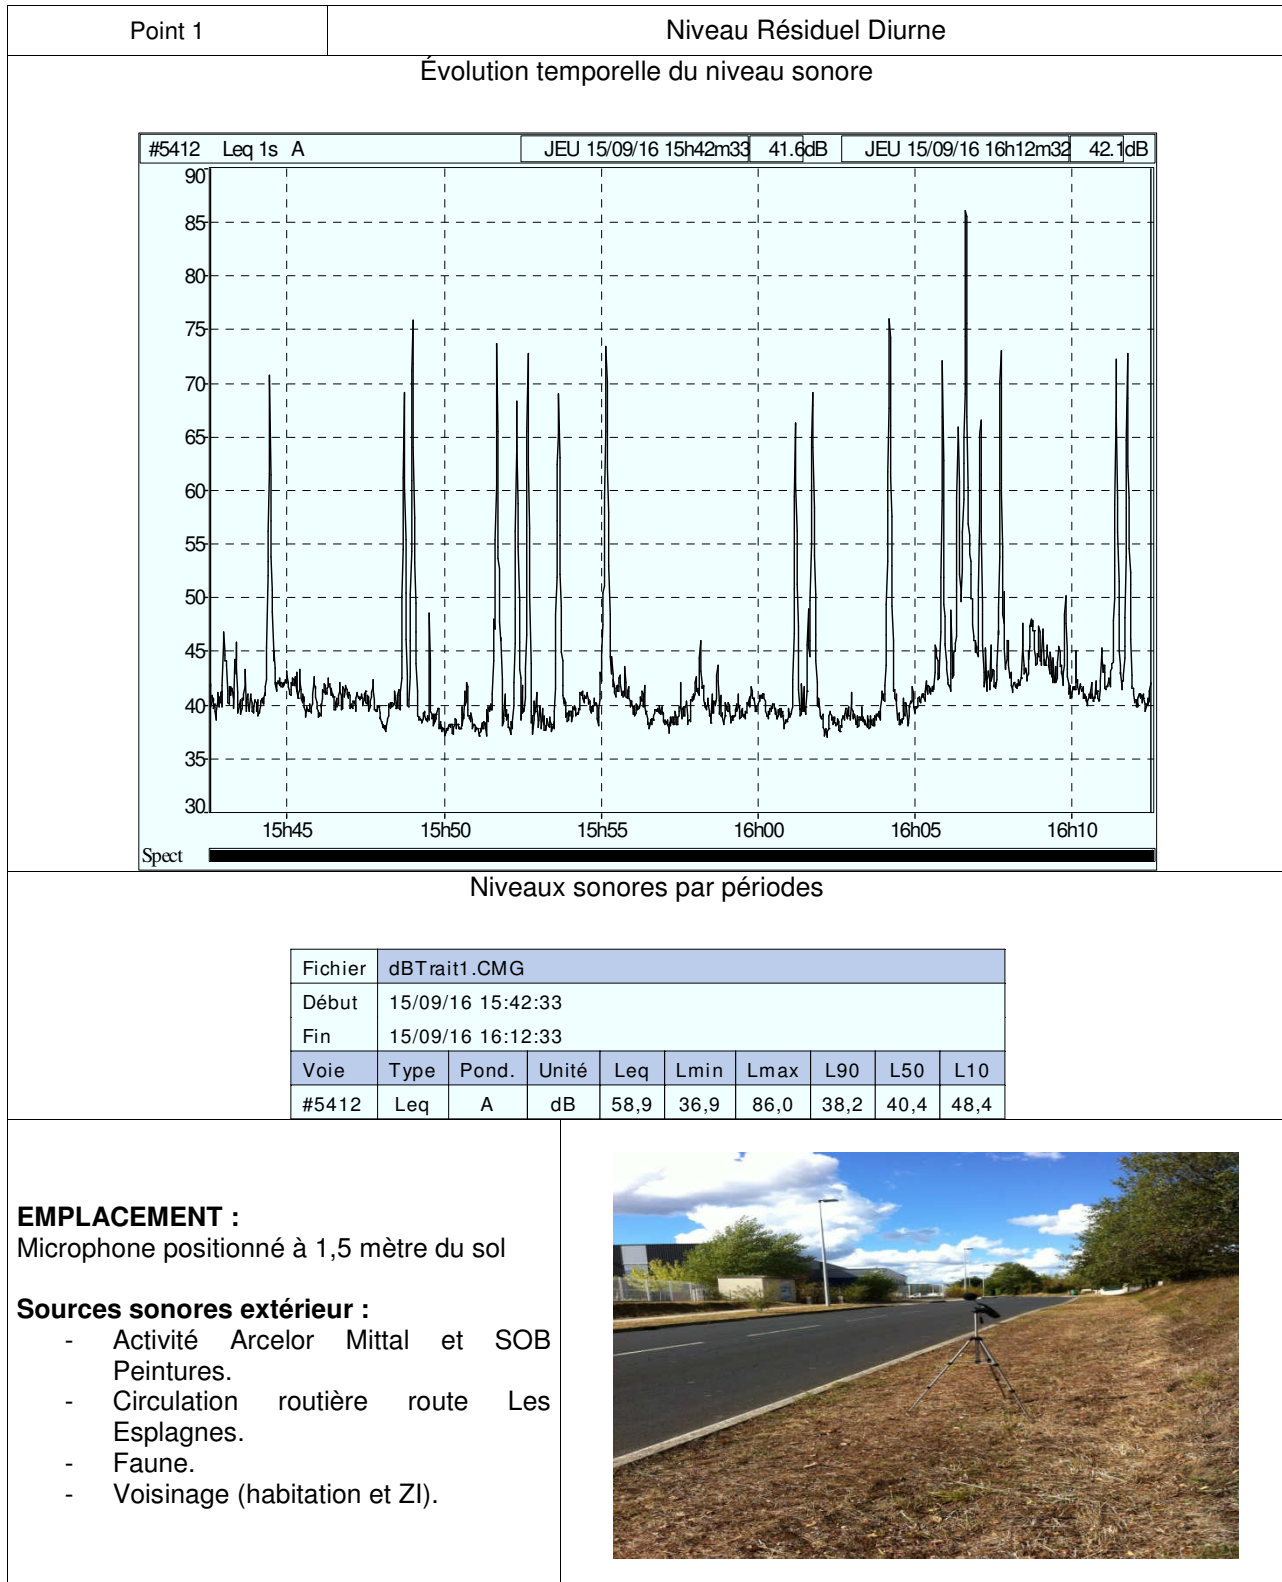 Point 1
Niveau Résiduel Diurne
Évolution temporelle du niveau sonore
#5412 Leq 1s A JEU 15/09/16 15h42m33 41.6dB JEU 15/09/16 16h12m32 42.1dB
90
85
80
75
70
65
60
55
50
45
40
35
30
15h45 15h50 15h55 16h00 16h05 16h10
Spect
Niveaux sonores par périodes
Fichier dBTrait1.CMG
Début 15/09/16 15:42:33
Fin 15/09/16 16:12:33
Voie Type Pond. Unité Leq Lmin Lmax L90 L50 L10
#5412 Leq A dB 58,9 36,9 86,0 38,2 40,4 48,4
EMPLACEMENT :
Microphone positionné à 1,5 mètre du sol
Sources sonores extérieur :
- Activité Arcelor Mittal et SOB
Peintures.
- Circulation routière route Les
Esplagnes.
- Faune.
- Voisinage (habitation et ZI).